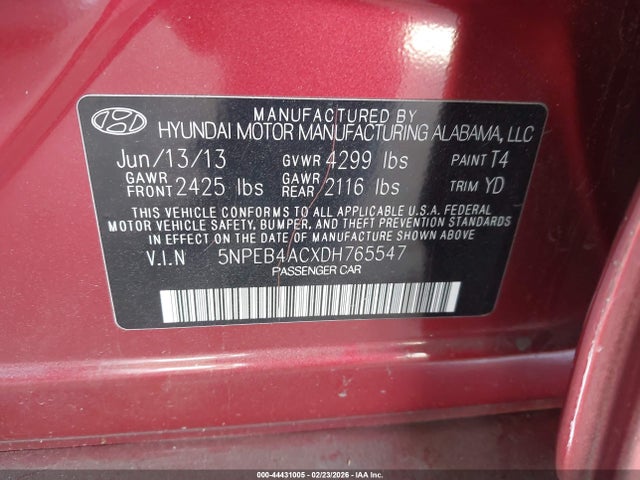 MANUFACTURED BY
HYUNDAI MOTOR MANUFACTURING ALABAMA, LLC
Jun/13/13 GVWR 4299 lbs PAINT T4
GAWR FRONT 2425 lbs GAWR REAR 2116 lbs TRIM YD
THIS VEHICLE CONFORMS TO ALL APPLICABLE U.S.A. FEDERAL
MOTOR VEHICLE SAFETY, BUMPER, AND THEFT PREVENTION STANDARDS
IN EFFECT ON THE DATE OF MANUFACTURE SHOWN ABOVE.
V.I.N 5NPEB4ACXDH765547
PASSENGER CAR
000-44431005 - 02/23/2026 - IAA Inc.